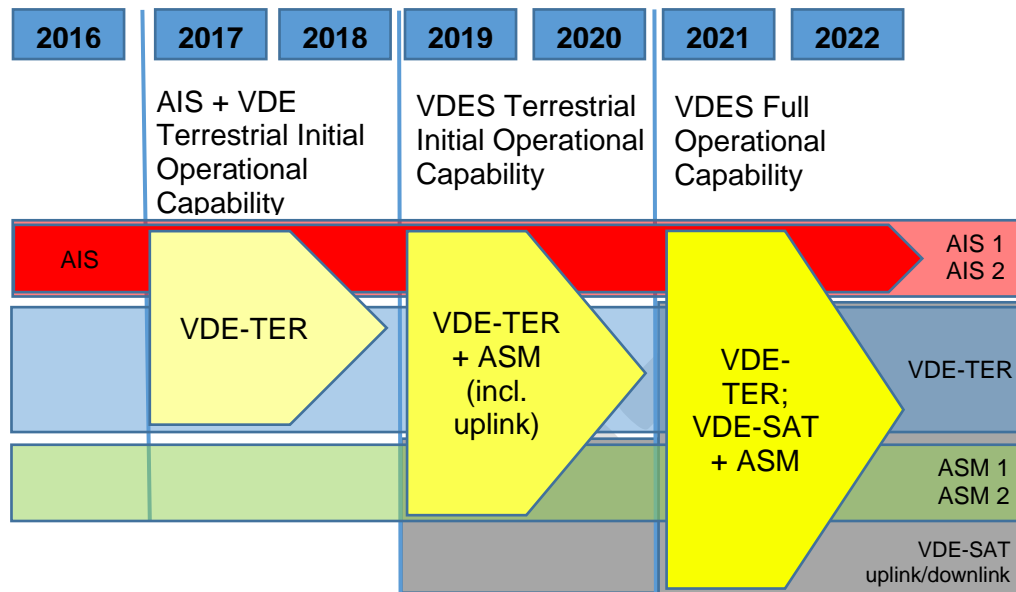 2016 2017 2018 2019 2020 2021 2022
AIS + VDE
Terrestrial Initial
Operational
Capability
VDES Terrestrial
Initial Operational
Capability
VDES Full
Operational
Capability
AIS
AIS 1
AIS 2
VDE-TER
VDE-TER
+ ASM
(incl.
uplink)
VDE-
TER;
VDE-SAT
+ ASM
VDE-TER
ASM 1
ASM 2
VDE-SAT
uplink/downlink